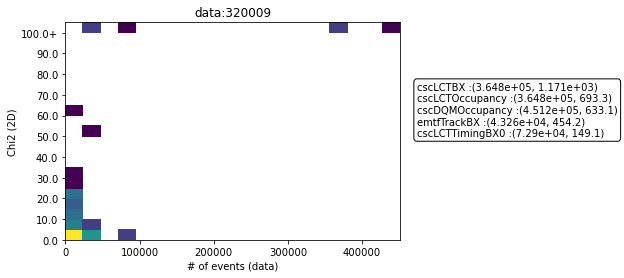 data:320009
100.0+
90.0
80.0
70.0
60.0
50.0
40.0
30.0
20.0
10.0
0.0
Chi2 (2D)
0
100000
200000
300000
400000
# of events (data)
cscLCTBX :(3.648e+05, 1.171e+03)
cscLCTOccupancy :(3.648e+05, 693.3)
cscDQMOccupancy :(4.512e+05, 633.1)
emtfTrackBX :(4.326e+04, 454.2)
cscLCTTimingBX0 :(7.29e+04, 149.1)